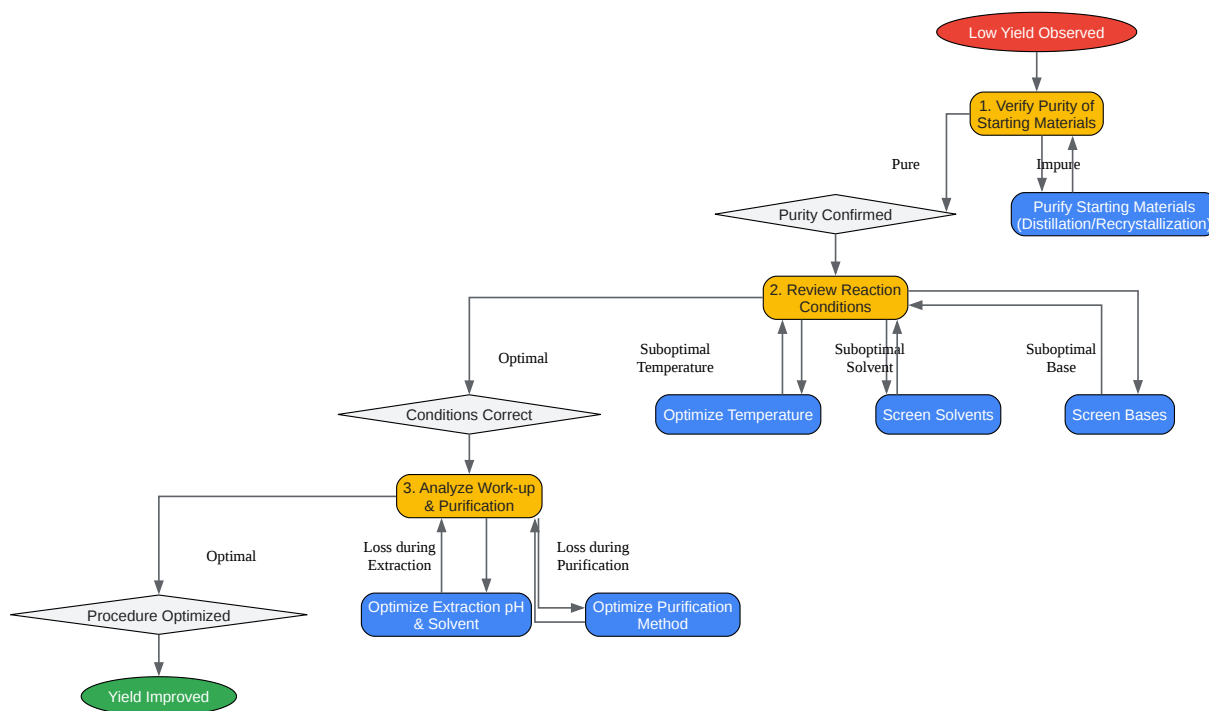 Low Yield Observed
1. Verify Purity of
Starting Materials
Pure
Impure
Purify Starting Materials
(Distillation/Recrystallization)
Purity Confirmed
2. Review Reaction
Conditions
Optimal
Suboptimal
Temperature
Suboptimal
Solvent
Suboptimal
Base
Conditions Correct
Optimize Temperature
Screen Solvents
Screen Bases
3. Analyze Work-up
& Purification
Optimal
Loss during
Extraction
Loss during
Purification
Procedure Optimized
Optimize Extraction pH
& Solvent
Optimize Purification
Method
Yield Improved